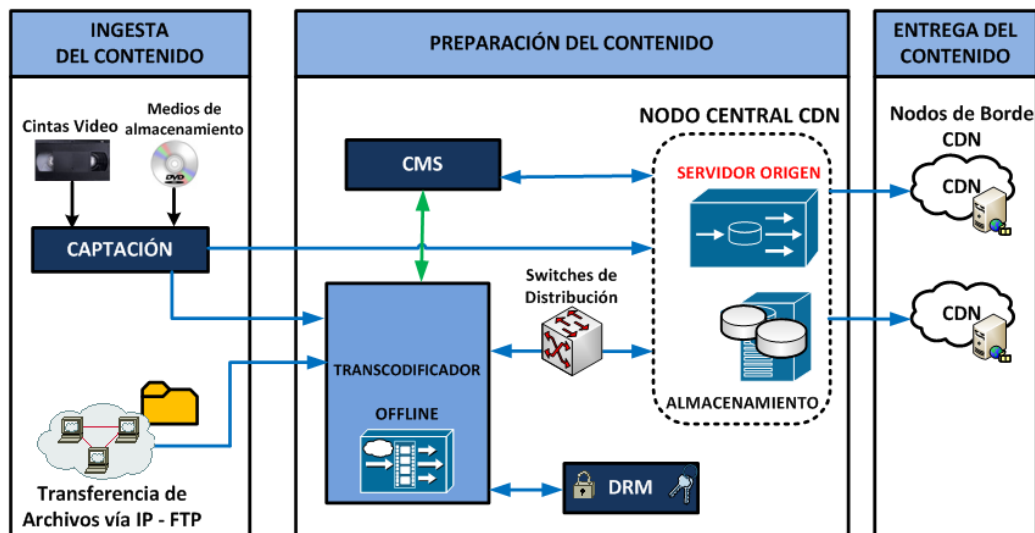 INGESTA
DEL CONTENIDO
PREPARACIÓN DEL CONTENIDO
ENTREGA DEL
CONTENIDO
Cintas Video
Medios de
almacenamiento
DVD
CAPTACIÓN
Transferencia de
Archivos vía IP - FTP
CMS
TRANSCODIFICADOR
OFFLINE
Switches de
Distribución
DRM
NODO CENTRAL CDN
SERVIDOR ORIGEN
ALMACENAMIENTO
Nodos de Borde
CDN
CDN
CDN